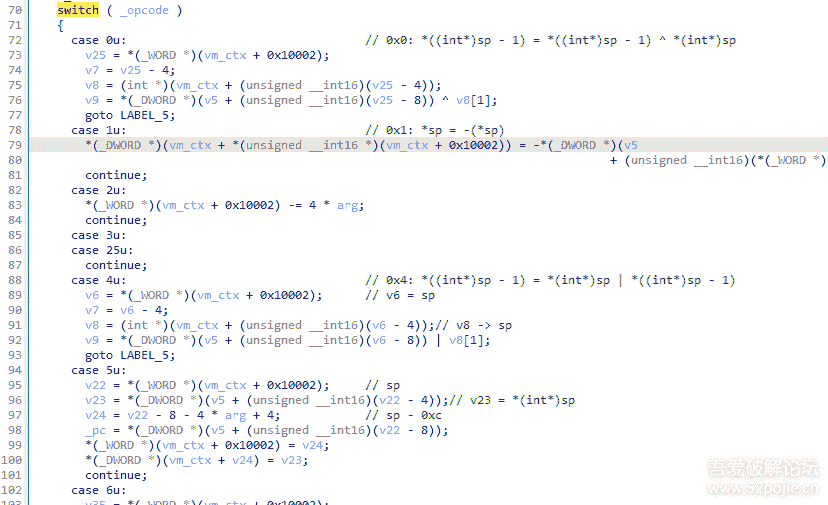 70 switch ( _opcode )
71 {
72 case 0u: // 0x0: *((int*)sp - 1) = *((int*)sp - 1) ^ *(int*)sp
73 v25 = *(_WORD *)(vm_ctx + 0x10002);
74 v7 = v25 - 4;
75 v8 = (int *)(vm_ctx + (unsigned __int16)(v25 - 4));
76 v9 = *(_DWORD *)(v5 + (unsigned __int16)(v25 - 8)) ^ v8[1];
77 goto LABEL_5;
78 case 1u: // 0x1: *sp = -(*sp)
79 *(_DWORD *)(vm_ctx + *(unsigned __int16 *)(vm_ctx + 0x10002)) = -*(_DWORD *)(v5
80 + (unsigned __int16)(*(_WORD *)
81 continue;
82 case 2u:
83 *(_WORD *)(vm_ctx + 0x10002) -= 4 * arg;
84 continue;
85 case 3u:
86 case 25u:
87 continue;
88 case 4u: // 0x4: *((int*)sp - 1) = *(int*)sp | *((int*)sp - 1)
89 v6 = *(_WORD *)(vm_ctx + 0x10002); // v6 = sp
90 v7 = v6 - 4;
91 v8 = (int *)(vm_ctx + (unsigned __int16)(v6 - 4));// v8 -> sp
92 v9 = *(_DWORD *)(v5 + (unsigned __int16)(v6 - 8)) | v8[1];
93 goto LABEL_5;
94 case 5u:
95 v22 = *(_WORD *)(vm_ctx + 0x10002); // sp
96 v23 = *(_DWORD *)(v5 + (unsigned __int16)(v22 - 4));// v23 = *(int*)sp
97 v24 = v22 - 8 - 4 * arg + 4; // sp - 0xc
98 _pc = *(_DWORD *)(v5 + (unsigned __int16)(v22 - 8));
99 *(_WORD *)(vm_ctx + 0x10002) = v24;
100 *(_DWORD *)(vm_ctx + v24) = v23;
101 continue;
102 case 6u:
吾爱破解论坛
www.52pojie.cn